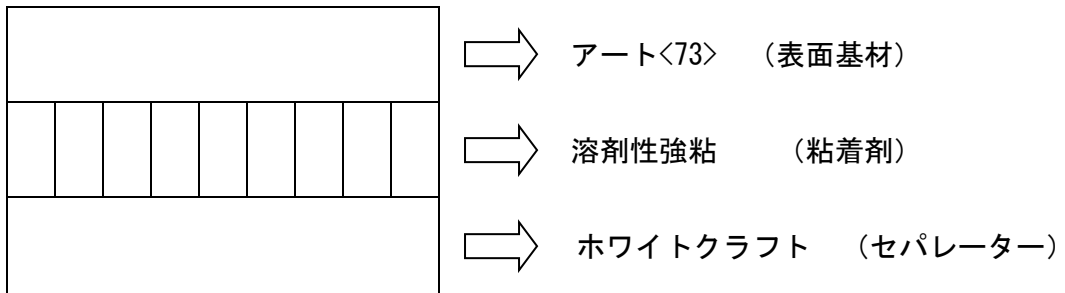 アート<73>　（表面基材）
溶剤性強粘　　（粘着剤）
ホワイトクラフト　（セパレーター）